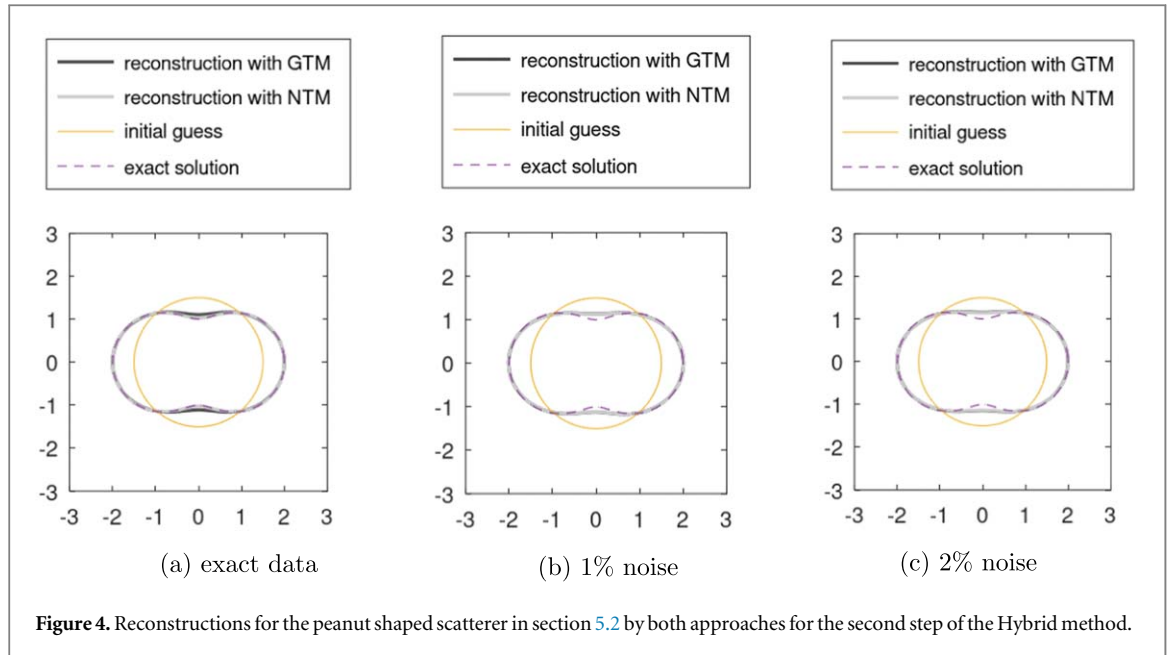 reconstruction with GTM
reconstruction with NTM
initial guess
exact solution
reconstruction with GTM
reconstruction with NTM
initial guess
exact solution
reconstruction with GTM
reconstruction with NTM
initial guess
exact solution
3
2
1
0
-1
-2
-3
-3 -2 -1 0 1 2 3
(a) exact data
3
2
1
0
-1
-2
-3
-3 -2 -1 0 1 2 3
(b) 1% noise
3
2
1
0
-1
-2
-3
-3 -2 -1 0 1 2 3
(c) 2% noise
Figure 4. Reconstructions for the peanut shaped scatterer in section 5.2 by both approaches for the second step of the Hybrid method.